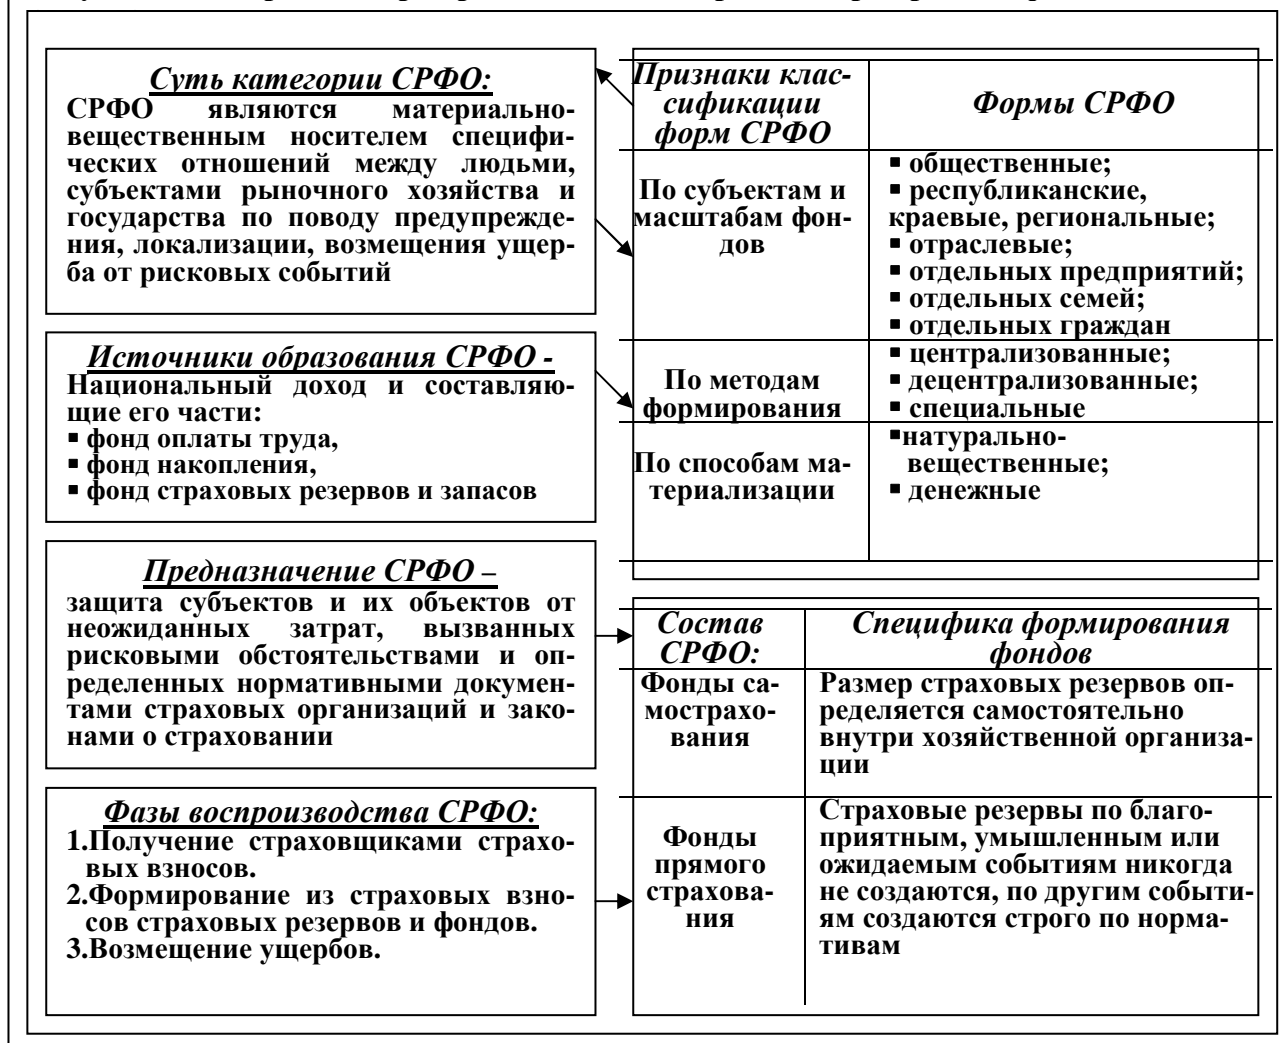 Суть категории СРФО:
СРФО являются материально-
вещественным носителем специфи-
ческих отношений между людьми,
субъектами рыночного хозяйства и
государства по поводу предупрежде-
ния, локализации, возмещения ущер-
ба от рисковых событий
Источники образования СРФО -
Национальный доход и составляю-
щие его части:
▪ фонд оплаты труда,
▪ фонд накопления,
▪ фонд страховых резервов и запасов
Предназначение СРФО –
защита субъектов и их объектов от
неожиданных затрат, вызванных
рисковыми обстоятельствами и оп-
ределенных нормативными докумен-
тами страховых организаций и зако-
нами о страховании
Фазы воспроизводства СРФО:
1.Получение страховщиками страхо-
вых взносов.
2.Формирование из страховых взно-
сов страховых резервов и фондов.
3.Возмещение ущербов.
Признаки клас-
сификации
форм СРФО
Формы СРФО
По субъектам и
масштабам фон-
дов
▪ общественные;
▪ республиканские,
краевые, региональные;
▪ отраслевые;
▪ отдельных предприятий;
▪ отдельных семей;
▪ отдельных граждан
По методам
формирования
▪ централизованные;
▪ децентрализованные;
▪ специальные
По способам ма-
териализации
▪натурально-
вещественные;
▪ денежные
Состав
СРФО:
Специфика формирования
фондов
Фонды са-
мострахо-
вания
Размер страховых резервов оп-
ределяется самостоятельно
внутри хозяйственной организа-
ции
Фонды
прямого
страхова-
ния
Страховые резервы по благо-
приятным, умышленным или
ожидаемым событиям никогда
не создаются, по другим событи-
ям создаются строго по норма-
тивам